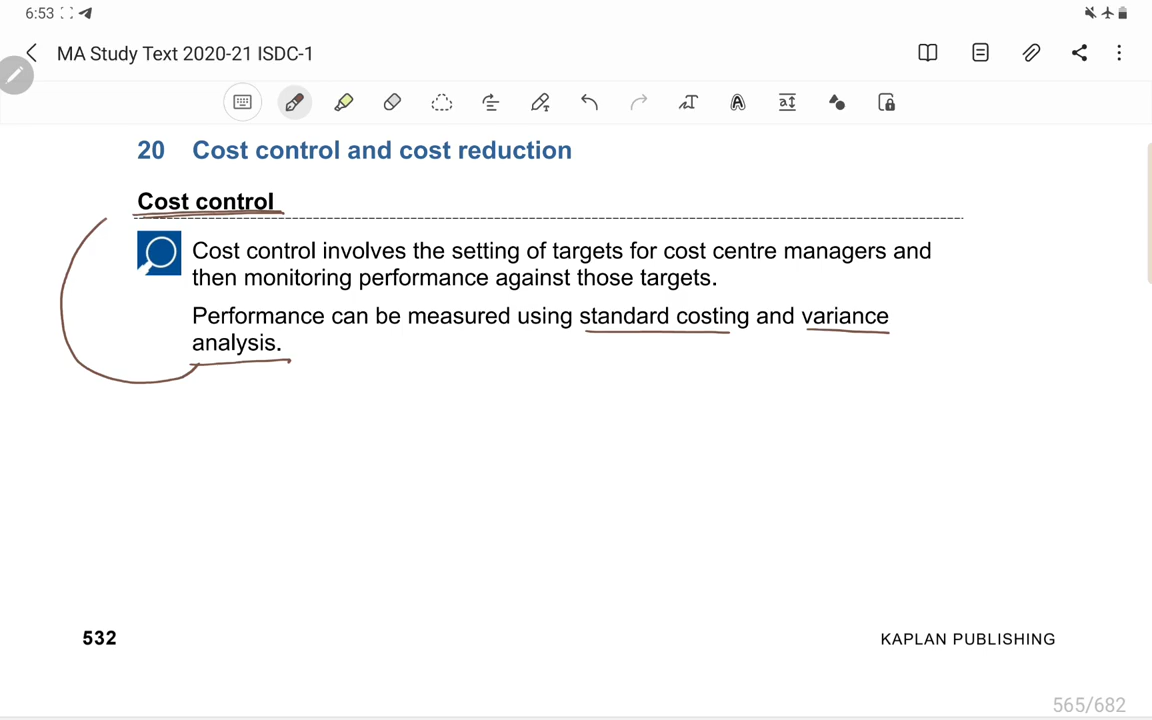 6:53
MA Study Text 2020-21 ISDC-1
20 Cost control and cost reduction
Cost control
Cost control involves the setting of targets for cost centre managers and
then monitoring performance against those targets.
Performance can be measured using standard costing and variance
analysis.
532 KAPLAN PUBLISHING
565/682